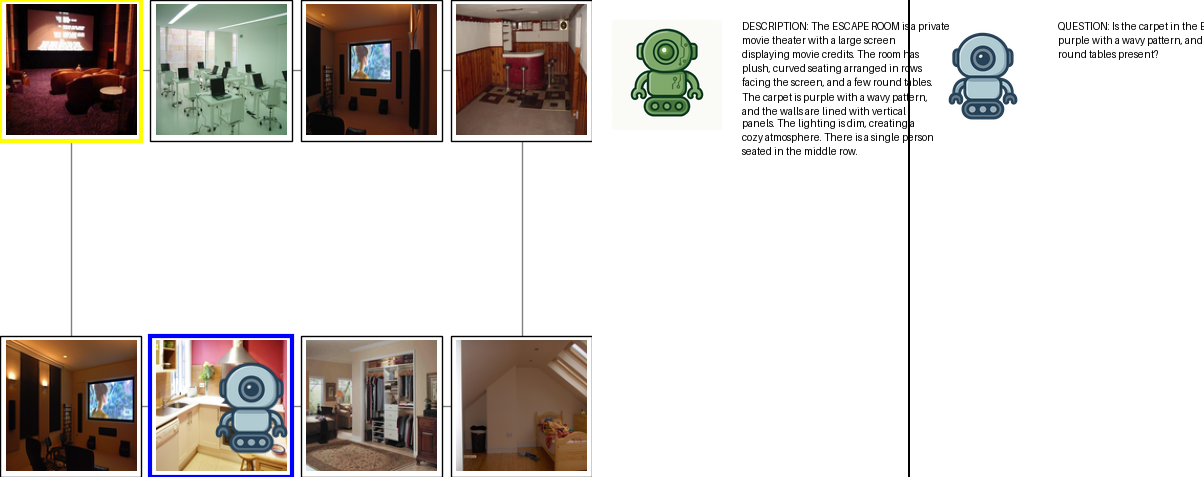 DESCRIPTION: The ESCAPE ROOM is a private
movie theater with a large screen
displaying movie credits. The room has
plush, curved seating arranged in rows
facing the screen, and a few round tables.
The carpet is purple with a wavy pattern,
and the walls are lined with vertical
panels. The lighting is dim, creating a
cozy atmosphere. There is a single person
seated in the middle row.
QUESTION: Is the carpet in the E
purple with a wavy pattern, and
round tables present?